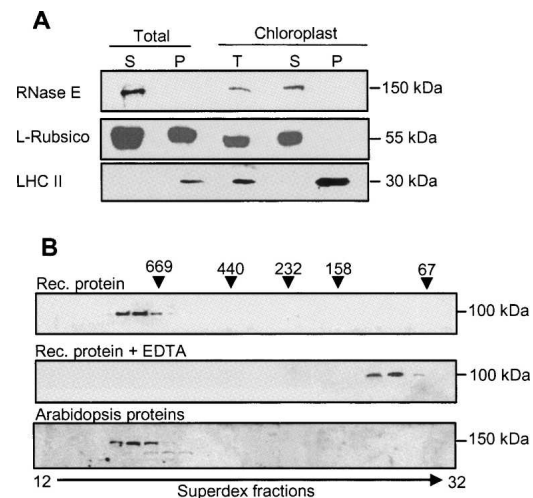 A
Total Chloroplast
S P T S P
RNase E 150 kDa
L-Rubsico 55 kDa
LHC II 30 kDa
B
669 440 232 158 67
Rec. protein
100 kDa
Rec. protein + EDTA
100 kDa
Arabidopsis proteins
150 kDa
12 32
Superdex fractions